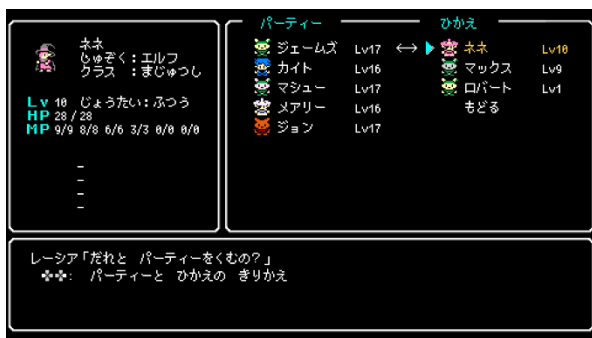 ネネ
しゅぞく：エルフ
クラス ：まじゅつし
Lv 10 じょうたい：ふつう
HP 28/28
MP 9/9 8/8 6/6 3/3 0/0 0/0
–
–
–
–
パーティー
ジェームズ Lv17 ↔
カイト Lv16
マシュー Lv17
メアリー Lv16
ジョン Lv17
ひかえ
▶ ネネ Lv10
マックス Lv9
ロバート Lv1
もどる
レーシア「だれと パーティーをくむの？」
✤✤： パーティーと ひかえの きりかえ